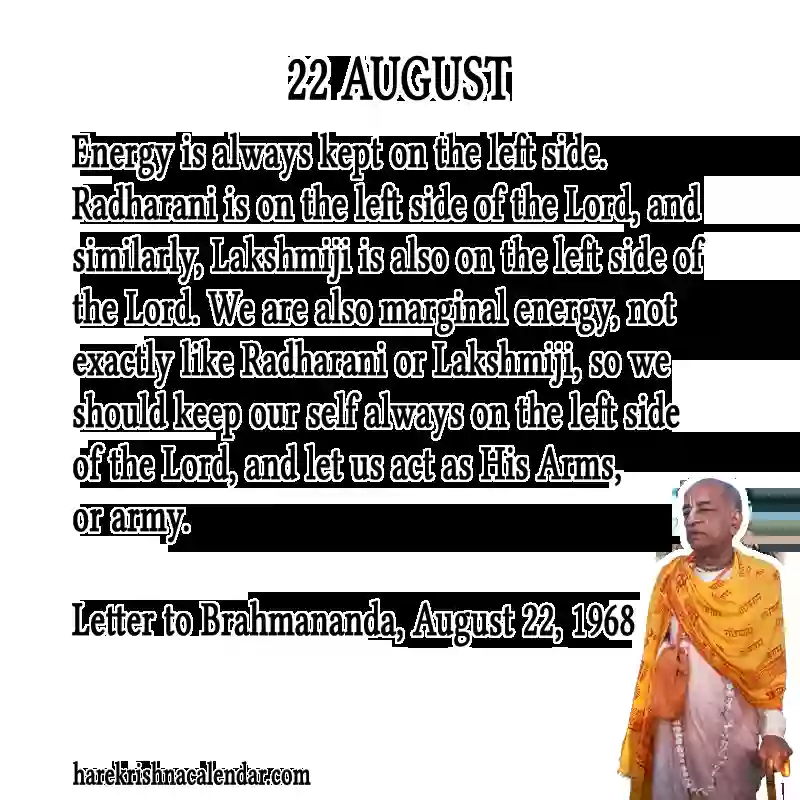 22 AUGUST
Energy is always kept on the left side.
Radharani is on the left side of the Lord, and
similarly, Lakshmiji is also on the left side of
the Lord. We are also marginal energy, not
exactly like Radharani or Lakshmiji, so we
should keep our self always on the left side
of the Lord, and let us act as His Arms,
or army.
Letter to Brahmananda, August 22, 1968
harekrishnacalendar.com